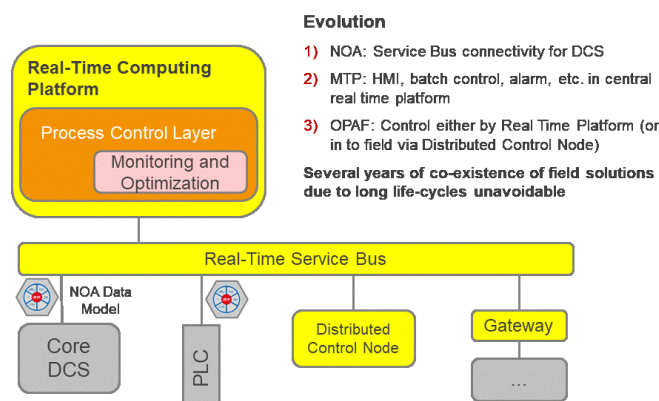 Evolution
1) NOA: Service Bus connectivity for DCS
2) MTP: HMI, batch control, alarm, etc. in central
real time platform
3) OPAF: Control either by Real Time Platform (or
in to field via Distributed Control Node)
Several years of co-existence of field solutions
due to long life-cycles unavoidable
Real-Time Computing
Platform
Process Control Layer
Monitoring and
Optimization
Real-Time Service Bus
NOA Data
Model
Core
DCS
PLC
Distributed
Control Node
Gateway
...